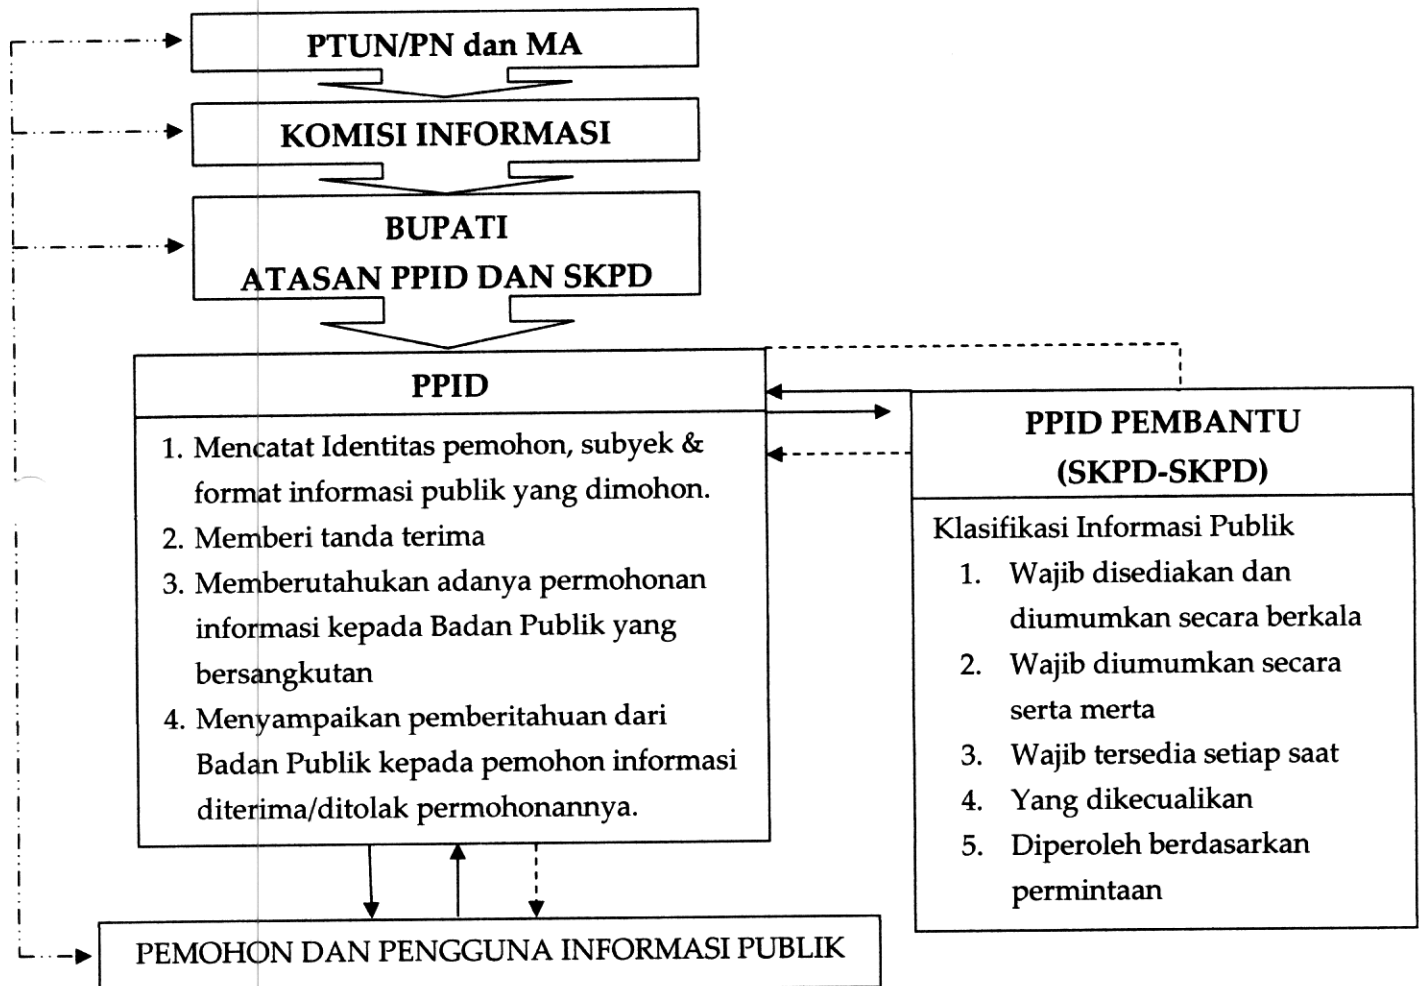 PTUN/PN dan MA
KOMISI INFORMASI
BUPATI
ATASAN PPID DAN SKPD
PPID
1. Mencatat Identitas pemohon, subyek &
format informasi publik yang dimohon.
2. Memberi tanda terima
3. Memberutahukan adanya permohonan
informasi kepada Badan Publik yang
bersangkutan
4. Menyampaikan pemberitahuan dari
Badan Publik kepada pemohon informasi
diterima/ditolak permohonannya.
PPID PEMBANTU
(SKPD-SKPD)
Klasifikasi Informasi Publik
1. Wajib disediakan dan
diumumkan secara berkala
2. Wajib diumumkan secara
serta merta
3. Wajib tersedia setiap saat
4. Yang dikecualikan
5. Diperoleh berdasarkan
permintaan
PEMOHON DAN PENGGUNA INFORMASI PUBLIK